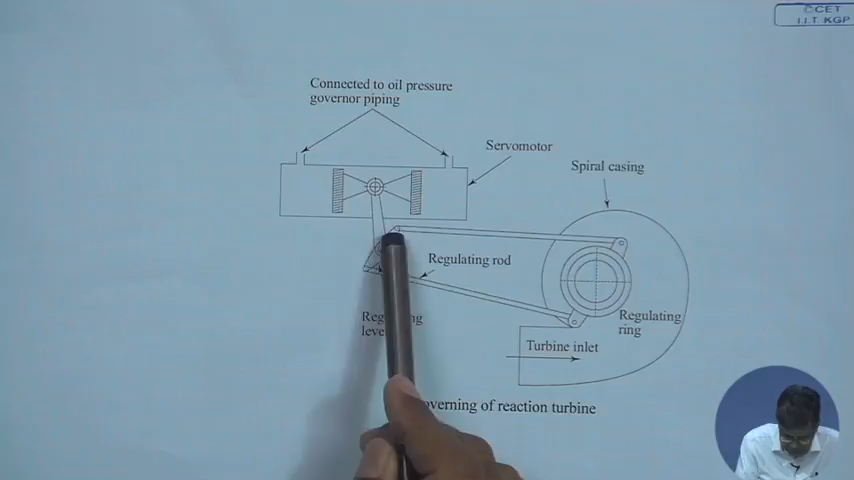 ©CET
I.I.T. KGP
Connected to oil pressure
governor piping
Servomotor
Spiral casing
Regulating rod
Regulating
ring
Turbine inlet
of reaction turbine